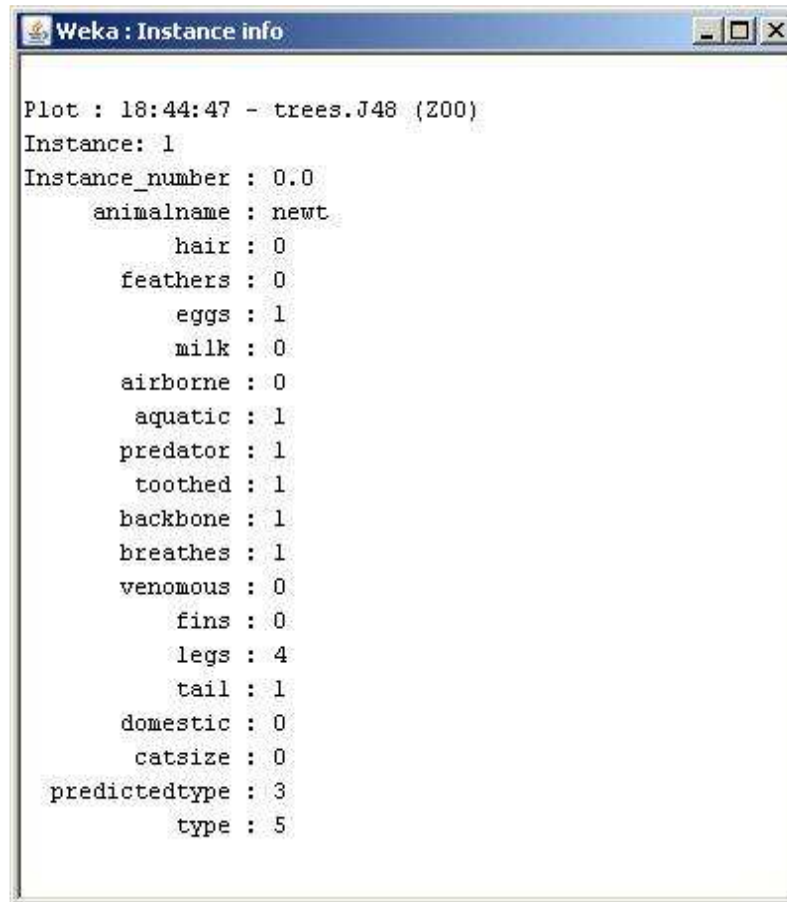 Weka : Instance info
Plot : 18:44:47 - trees.J48 (ZOO)
Instance: 1
Instance_number : 0.0
animalname : newt
hair : 0
feathers : 0
eggs : 1
milk : 0
airborne : 0
aquatic : 1
predator : 1
toothed : 1
backbone : 1
breathes : 1
venomous : 0
fins : 0
legs : 4
tail : 1
domestic : 0
catsize : 0
predictedtype : 3
type : 5